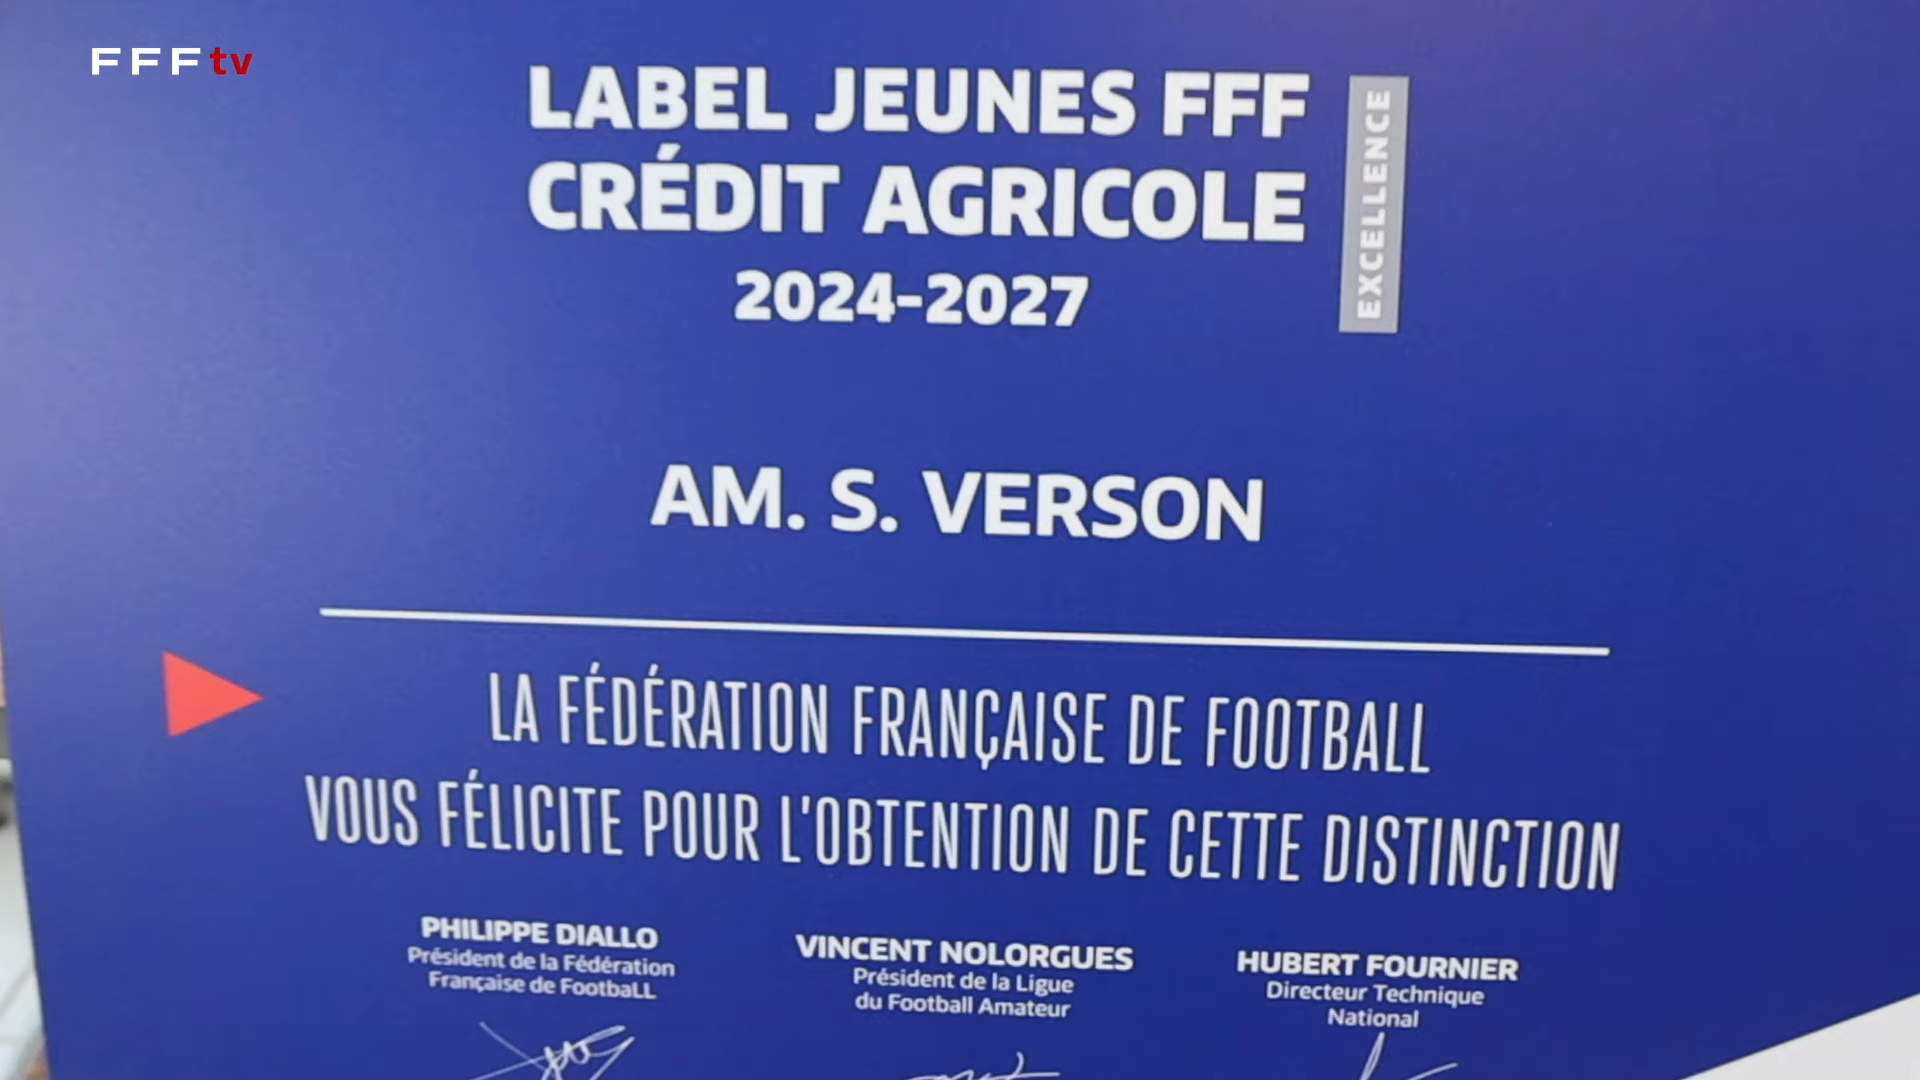 FFFtv
LABEL JEUNES FFF
CRÉDIT AGRICOLE
2024-2027
EXCELLENCE
AM. S. VERSON
LA FÉDÉRATION FRANÇAISE DE FOOTBALL
VOUS FÉLICITE POUR L'OBTENTION DE CETTE DISTINCTION
PHILIPPE DIALLO
Président de la Fédération
Française de FootbaLL
VINCENT NOLORGUES
Président de la Ligue
du Football Amateur
HUBERT FOURNIER
Directeur Technique
National